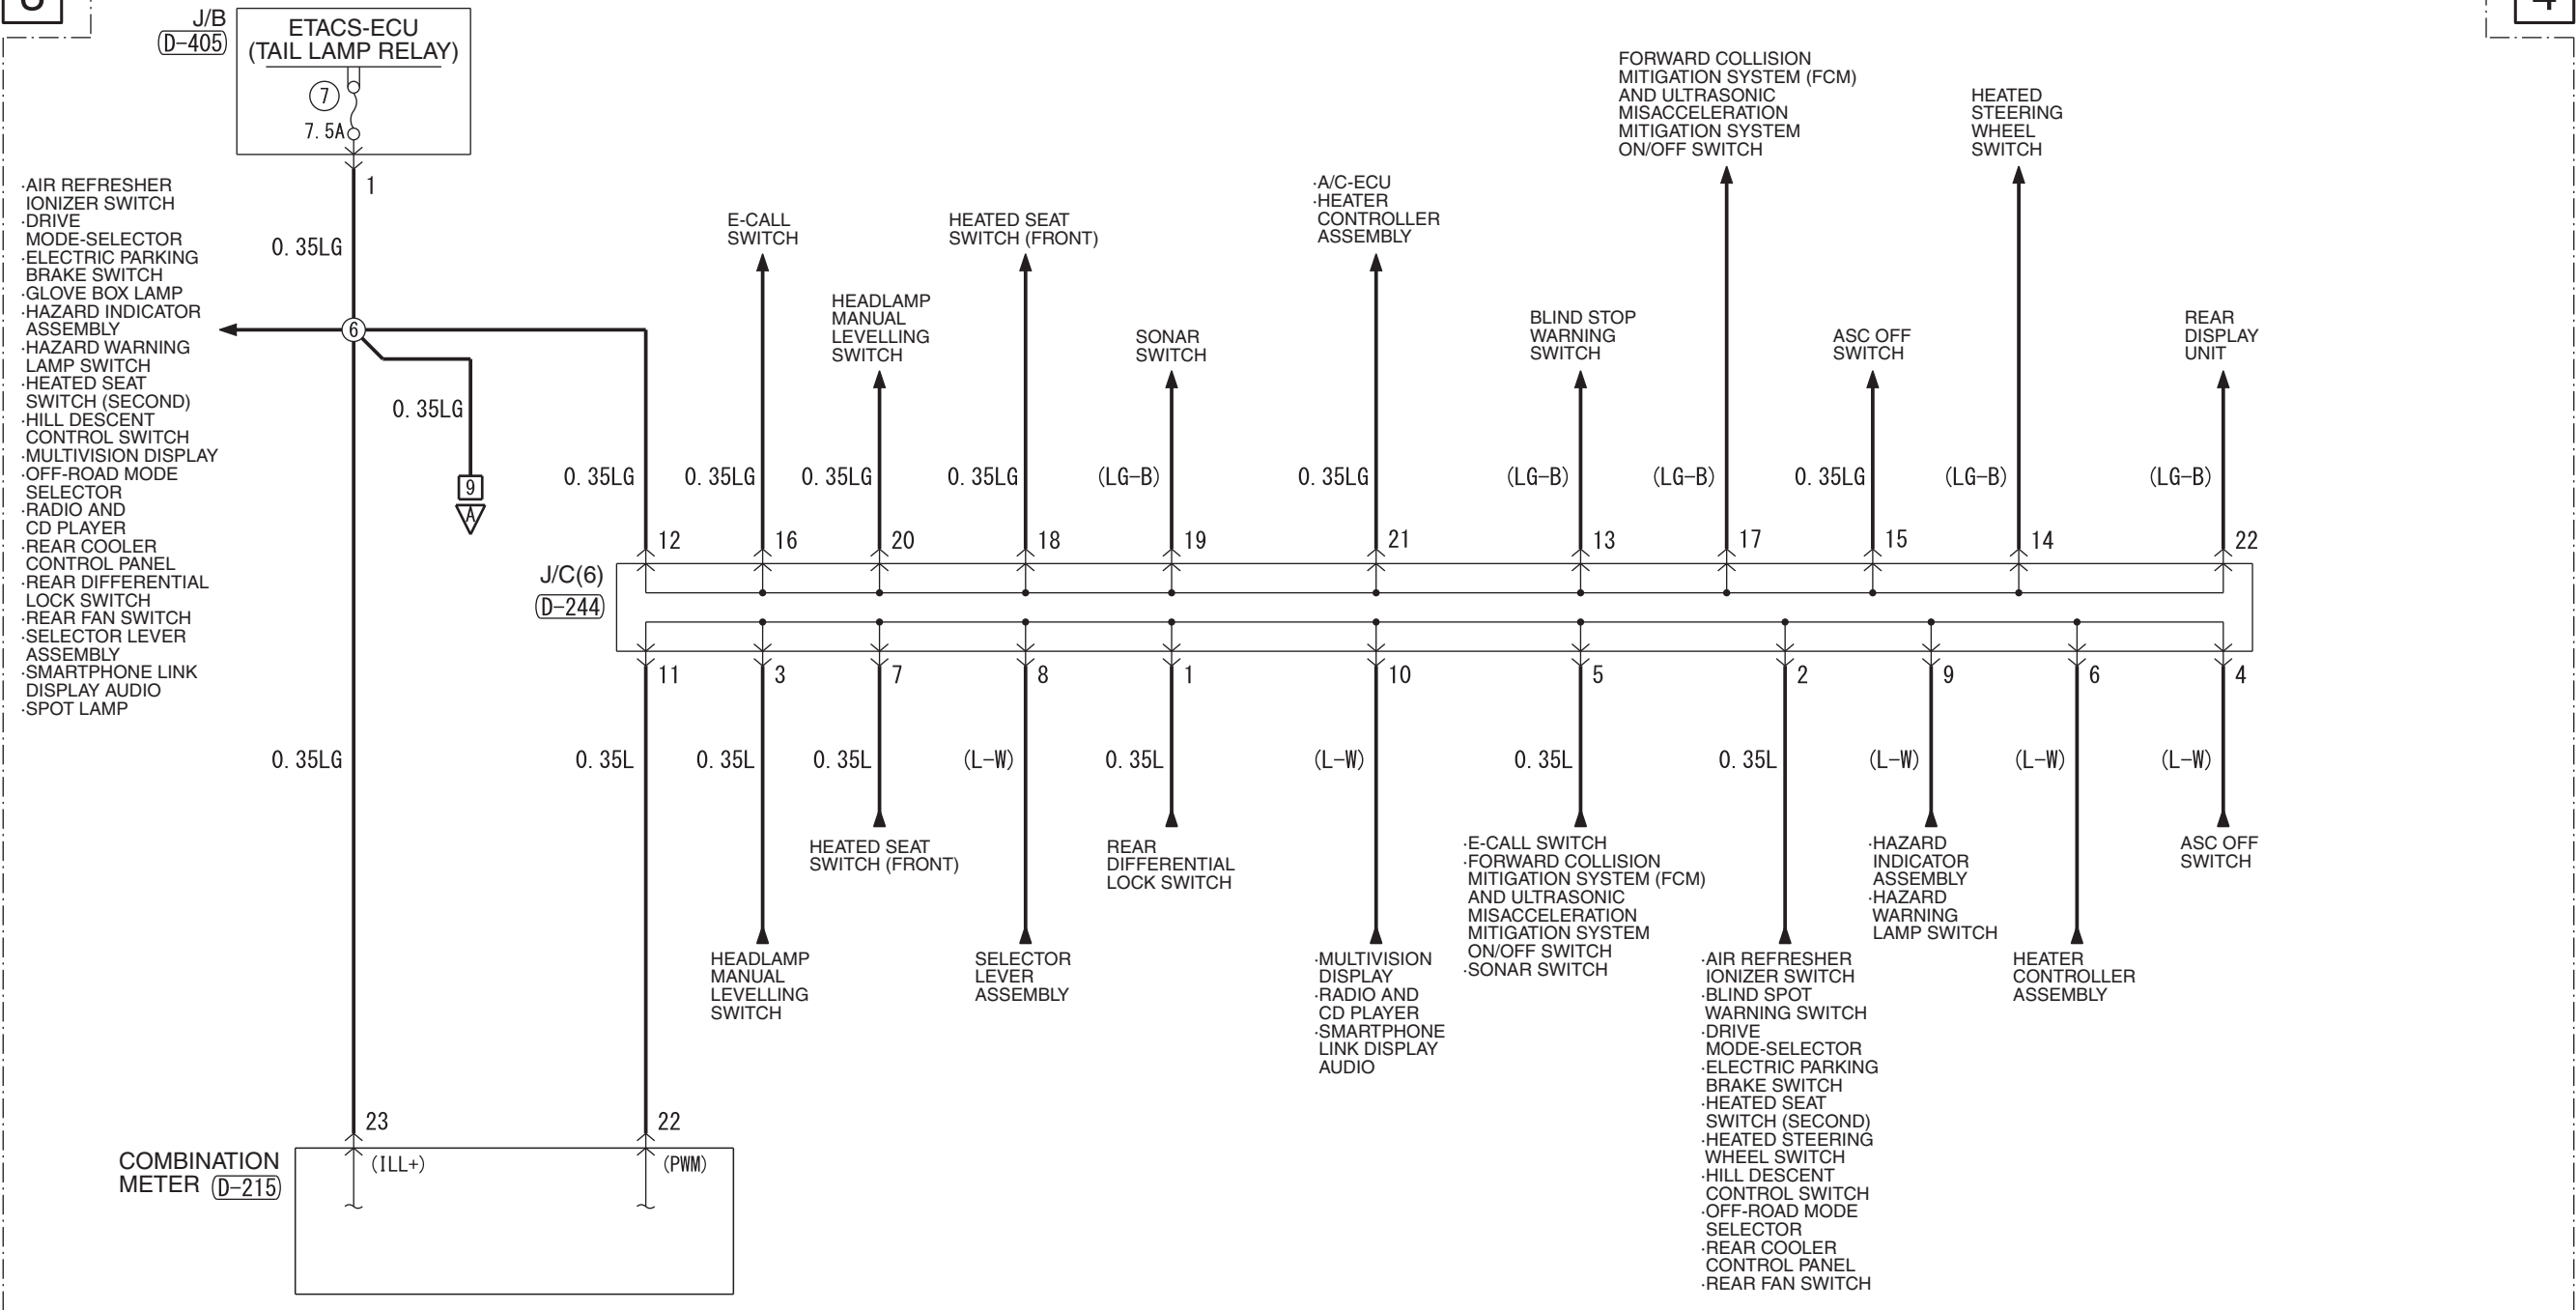 J/B
(D-405)
ETACS-ECU
(TAIL LAMP RELAY)
7
7.5A
1
0.35LG
·AIR REFRESHER
IONIZER SWITCH
·DRIVE
MODE-SELECTOR
·ELECTRIC PARKING
BRAKE SWITCH
·GLOVE BOX LAMP
·HAZARD INDICATOR
ASSEMBLY
·HAZARD WARNING
LAMP SWITCH
·HEATED SEAT
SWITCH (SECOND)
·HILL DESCENT
CONTROL SWITCH
·MULTIVISION DISPLAY
·OFF-ROAD MODE
SELECTOR
·RADIO AND
CD PLAYER
·REAR COOLER
CONTROL PANEL
·REAR DIFFERENTIAL
LOCK SWITCH
·REAR FAN SWITCH
·SELECTOR LEVER
ASSEMBLY
·SMARTPHONE LINK
DISPLAY AUDIO
·SPOT LAMP
6
0.35LG
9
A
E-CALL
SWITCH
HEADLAMP
MANUAL
LEVELLING
SWITCH
HEATED SEAT
SWITCH (FRONT)
SONAR
SWITCH
·A/C-ECU
·HEATER
CONTROLLER
ASSEMBLY
BLIND STOP
WARNING
SWITCH
FORWARD COLLISION
MITIGATION SYSTEM (FCM)
AND ULTRASONIC
MISACCELERATION
MITIGATION SYSTEM
ON/OFF SWITCH
ASC OFF
SWITCH
HEATED
STEERING
WHEEL
SWITCH
REAR
DISPLAY
UNIT
0.35LG 0.35LG 0.35LG 0.35LG (LG-B) 0.35LG (LG-B) (LG-B) 0.35LG (LG-B) (LG-B)
12 16 20 18 19 21 13 17 15 14 22
J/C(6)
(D-244)
11 3 7 8 1 10 5 2 9 6 4
0.35LG 0.35L 0.35L 0.35L (L-W) 0.35L (L-W) 0.35L 0.35L (L-W) (L-W) (L-W)
HEADLAMP
MANUAL
LEVELLING
SWITCH
HEATED SEAT
SWITCH (FRONT)
SELECTOR
LEVER
ASSEMBLY
REAR
DIFFERENTIAL
LOCK SWITCH
·MULTIVISION
DISPLAY
·RADIO AND
CD PLAYER
·SMARTPHONE
LINK DISPLAY
AUDIO
·E-CALL SWITCH
·FORWARD COLLISION
MITIGATION SYSTEM (FCM)
AND ULTRASONIC
MISACCELERATION
MITIGATION SYSTEM
ON/OFF SWITCH
·SONAR SWITCH
·AIR REFRESHER
IONIZER SWITCH
·BLIND SPOT
WARNING SWITCH
·DRIVE
MODE-SELECTOR
·ELECTRIC PARKING
BRAKE SWITCH
·HEATED SEAT
SWITCH (SECOND)
·HEATED STEERING
WHEEL SWITCH
·HILL DESCENT
CONTROL SWITCH
·OFF-ROAD MODE
SELECTOR
·REAR COOLER
CONTROL PANEL
·REAR FAN SWITCH
·HAZARD
INDICATOR
ASSEMBLY
·HAZARD
WARNING
LAMP SWITCH
HEATER
CONTROLLER
ASSEMBLY
ASC OFF
SWITCH
23 22
COMBINATION
METER (D-215)
(ILL+) (PWM)